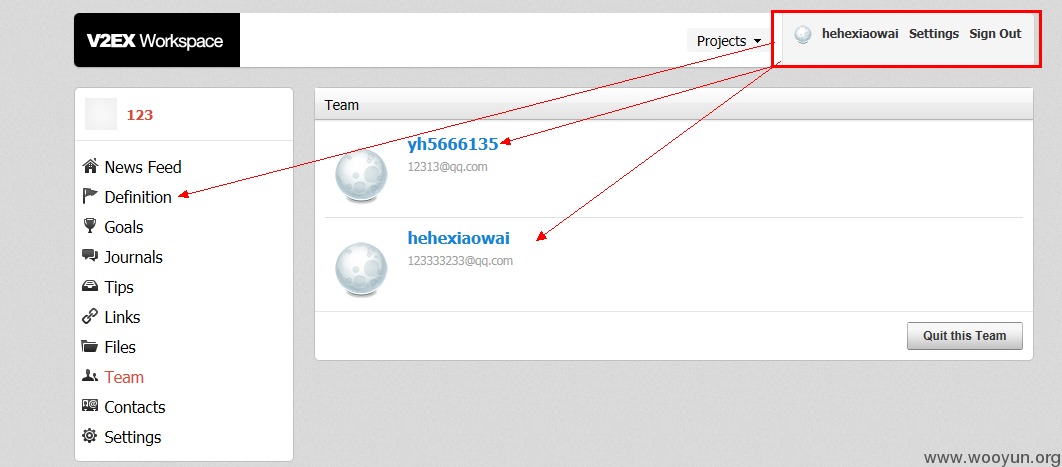 V2EX Workspace
Projects
hehexiaowai Settings Sign Out
123
News Feed
Definition
Goals
Journals
Tips
Links
Files
Team
Contacts
Settings
Team
yh5666135
12313@qq.com
hehexiaowai
123333233@qq.com
Quit this Team
www.wooyun.org